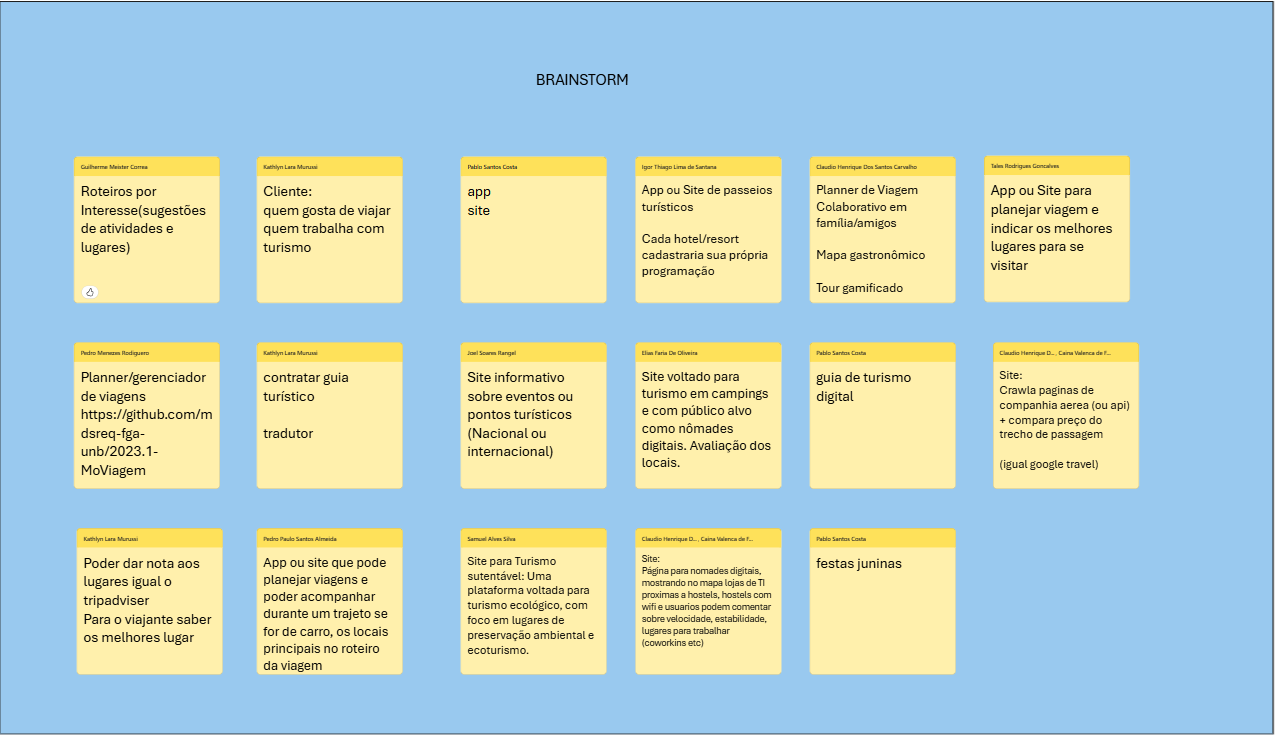 BRAINSTORM
Guilherme Meister Correa
Roteiros por
Interesse(sugestões
de atividades e
lugares)
Kathlyn Lara Murussi
Cliente:
quem gosta de viajar
quem trabalha com
turismo
Pablo Santos Costa
app
site
Igor Thiago Lima de Santana
App ou Site de passeios
turísticos
Cada hotel/resort
cadastraria sua própria
programação
Claudio Henrique Dos Santos Carvalho
Planner de Viagem
Colaborativo em
família/amigos
Mapa gastronômico
Tour gamificado
Tales Rodrigues Goncalves
App ou Site para
planejar viagem e
indicar os melhores
lugares para se
visitar
Pedro Menezes Rodiguero
Planner/gerenciador
de viagens
https://github.com/m
dsreq-fga-
unb/2023.1-
MoViagem
Kathlyn Lara Murussi
contratar guia
turístico
tradutor
Joel Soares Rangel
Site informativo
sobre eventos ou
pontos turísticos
(Nacional ou
internacional)
Elias Faria De Oliveira
Site voltado para
turismo em campings
e com público alvo
como nômades
digitais. Avaliação dos
locais.
Pablo Santos Costa
guia de turismo
digital
Claudio Henrique D... , Caina Valenca de F...
Site:
Crawla paginas de
companhia aerea (ou api)
+ compara preço do
trecho de passagem
(igual google travel)
Kathlyn Lara Murussi
Poder dar nota aos
lugares igual o
tripadviser
Para o viajante saber
os melhores lugar
Pedro Paulo Santos Almeida
App ou site que pode
planejar viagens e
poder acompanhar
durante um trajeto se
for de carro, os locais
principais no roteiro
da viagem
Samuel Alves Silva
Site para Turismo
sutentável: Uma
plataforma voltada para
turismo ecológico, com
foco em lugares de
preservação ambiental e
ecoturismo.
Claudio Henrique D... , Caina Valenca de F...
Site:
Página para nomades digitais,
mostrando no mapa lojas de TI
proximas a hostels, hostels com
wifi e usuarios podem comentar
sobre velocidade, estabilidade,
lugares para trabalhar
(coworkins etc)
Pablo Santos Costa
festas juninas